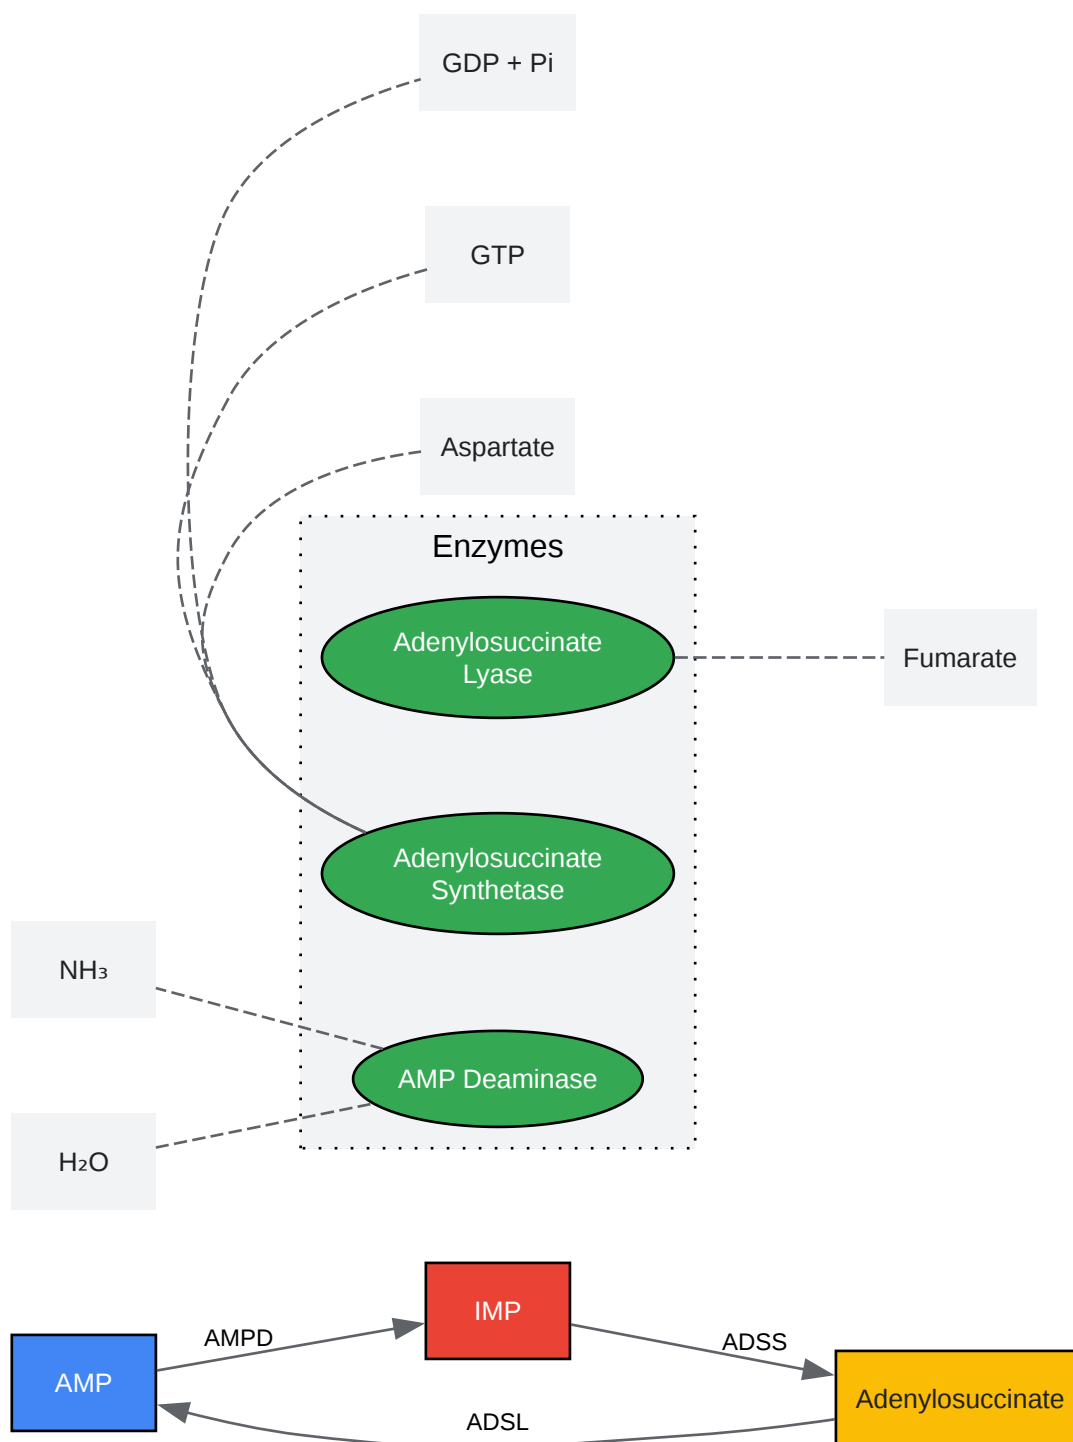 GDP + Pi
GTP
Aspartate
Enzymes
Adenylosuccinate
Lyase
Fumarate
Adenylosuccinate
Synthetase
NH₃
AMP Deaminase
H₂O
IMP
AMPD
ADSS
AMP
Adenylosuccinate
ADSL